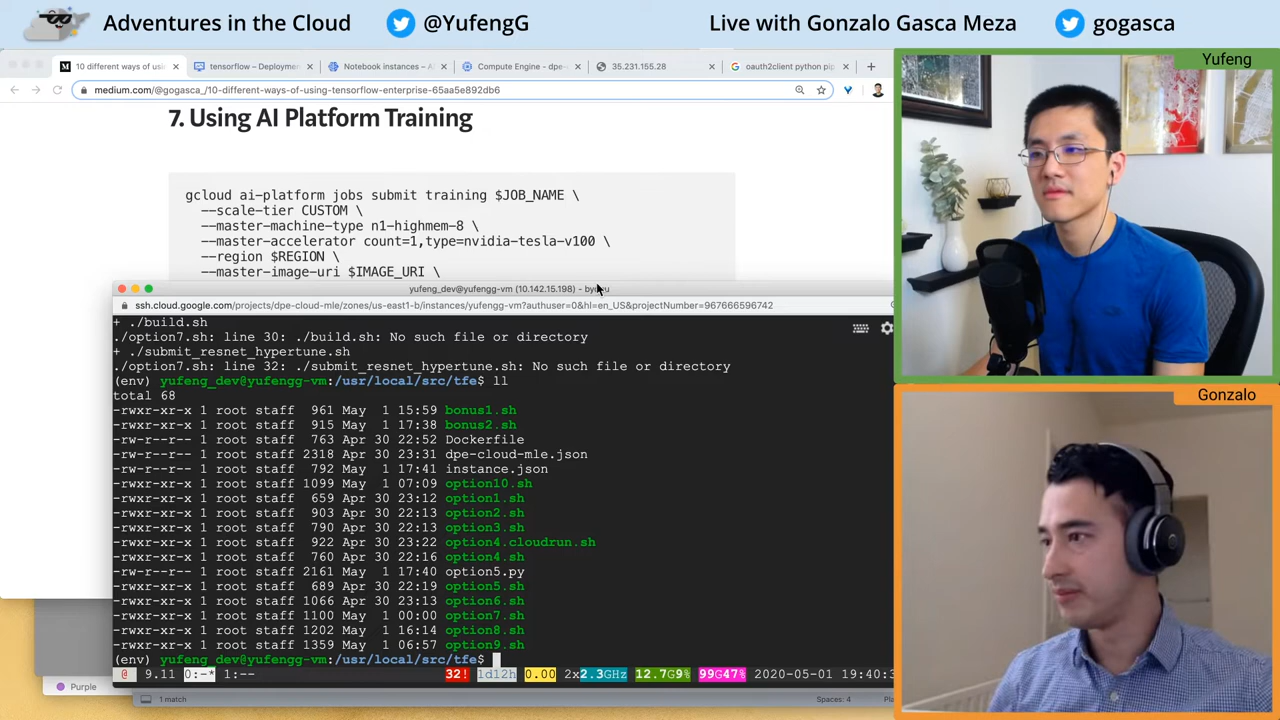 Adventures in the Cloud
@YufengG
Live with Gonzalo Gasca Meza
gogasca
10 different ways of usi
tensorflow – Deploymen
Notebook instances – A
Compute Engine - dpe-
35.231.155.28
oauth2client python pip
medium.com/@gogasca_/10-different-ways-of-using-tensorflow-enterprise-65aa5e892db6
7. Using AI Platform Training
gcloud ai-platform jobs submit training $JOB_NAME \
--scale-tier CUSTOM \
--master-machine-type n1-highmem-8 \
--master-accelerator count=1,type=nvidia-tesla-v100 \
--region $REGION \
--master-image-uri $IMAGE_URI \
yufeng_dev@yufengg-vm (10.142.15.198) -
ssh.cloud.google.com/projects/dpe-cloud-mle/zones/us-east1-b/instances/yufengg-vm?authuser=0&hl=en_US&projectNumber=967666596742
+ ./build.sh
./option7.sh: line 30: ./build.sh: No such file or directory
+ ./submit_resnet_hypertune.sh
./option7.sh: line 32: ./submit_resnet_hypertune.sh: No such file or directory
(env) yufeng_dev@yufengg-vm:/usr/local/src/tfe$ ll
total 68
-rwxr-xr-x 1 root staff 961 May 1 15:59 bonus1.sh
-rwxr-xr-x 1 root staff 915 May 1 17:38 bonus2.sh
-rw-r--r-- 1 root staff 763 Apr 30 22:52 Dockerfile
-rw-r--r-- 1 root staff 2318 Apr 30 23:31 dpe-cloud-mle.json
-rw-r--r-- 1 root staff 792 May 1 17:41 instance.json
-rwxr-xr-x 1 root staff 1099 May 1 07:09 option10.sh
-rwxr-xr-x 1 root staff 659 Apr 30 23:12 option1.sh
-rwxr-xr-x 1 root staff 903 Apr 30 22:13 option2.sh
-rwxr-xr-x 1 root staff 790 Apr 30 22:13 option3.sh
-rwxr-xr-x 1 root staff 922 Apr 30 23:22 option4.cloudrun.sh
-rwxr-xr-x 1 root staff 760 Apr 30 22:16 option4.sh
-rw-r--r-- 1 root staff 2161 May 1 17:40 option5.py
-rwxr-xr-x 1 root staff 689 Apr 30 22:19 option5.sh
-rwxr-xr-x 1 root staff 1066 Apr 30 23:13 option6.sh
-rwxr-xr-x 1 root staff 1100 May 1 00:00 option7.sh
-rwxr-xr-x 1 root staff 1202 May 1 16:14 option8.sh
-rwxr-xr-x 1 root staff 1359 May 1 06:57 option9.sh
(env) yufeng_dev@yufengg-vm:/usr/local/src/tfe$
@ 9.11 0:-* 1:-- 32! 1d12h 0.00 2x2.3GHz 12.7G9% 99G47% 2020-05-01 19:40:3
Purple
1 match
Spaces: 4
Yufeng
Gonzalo